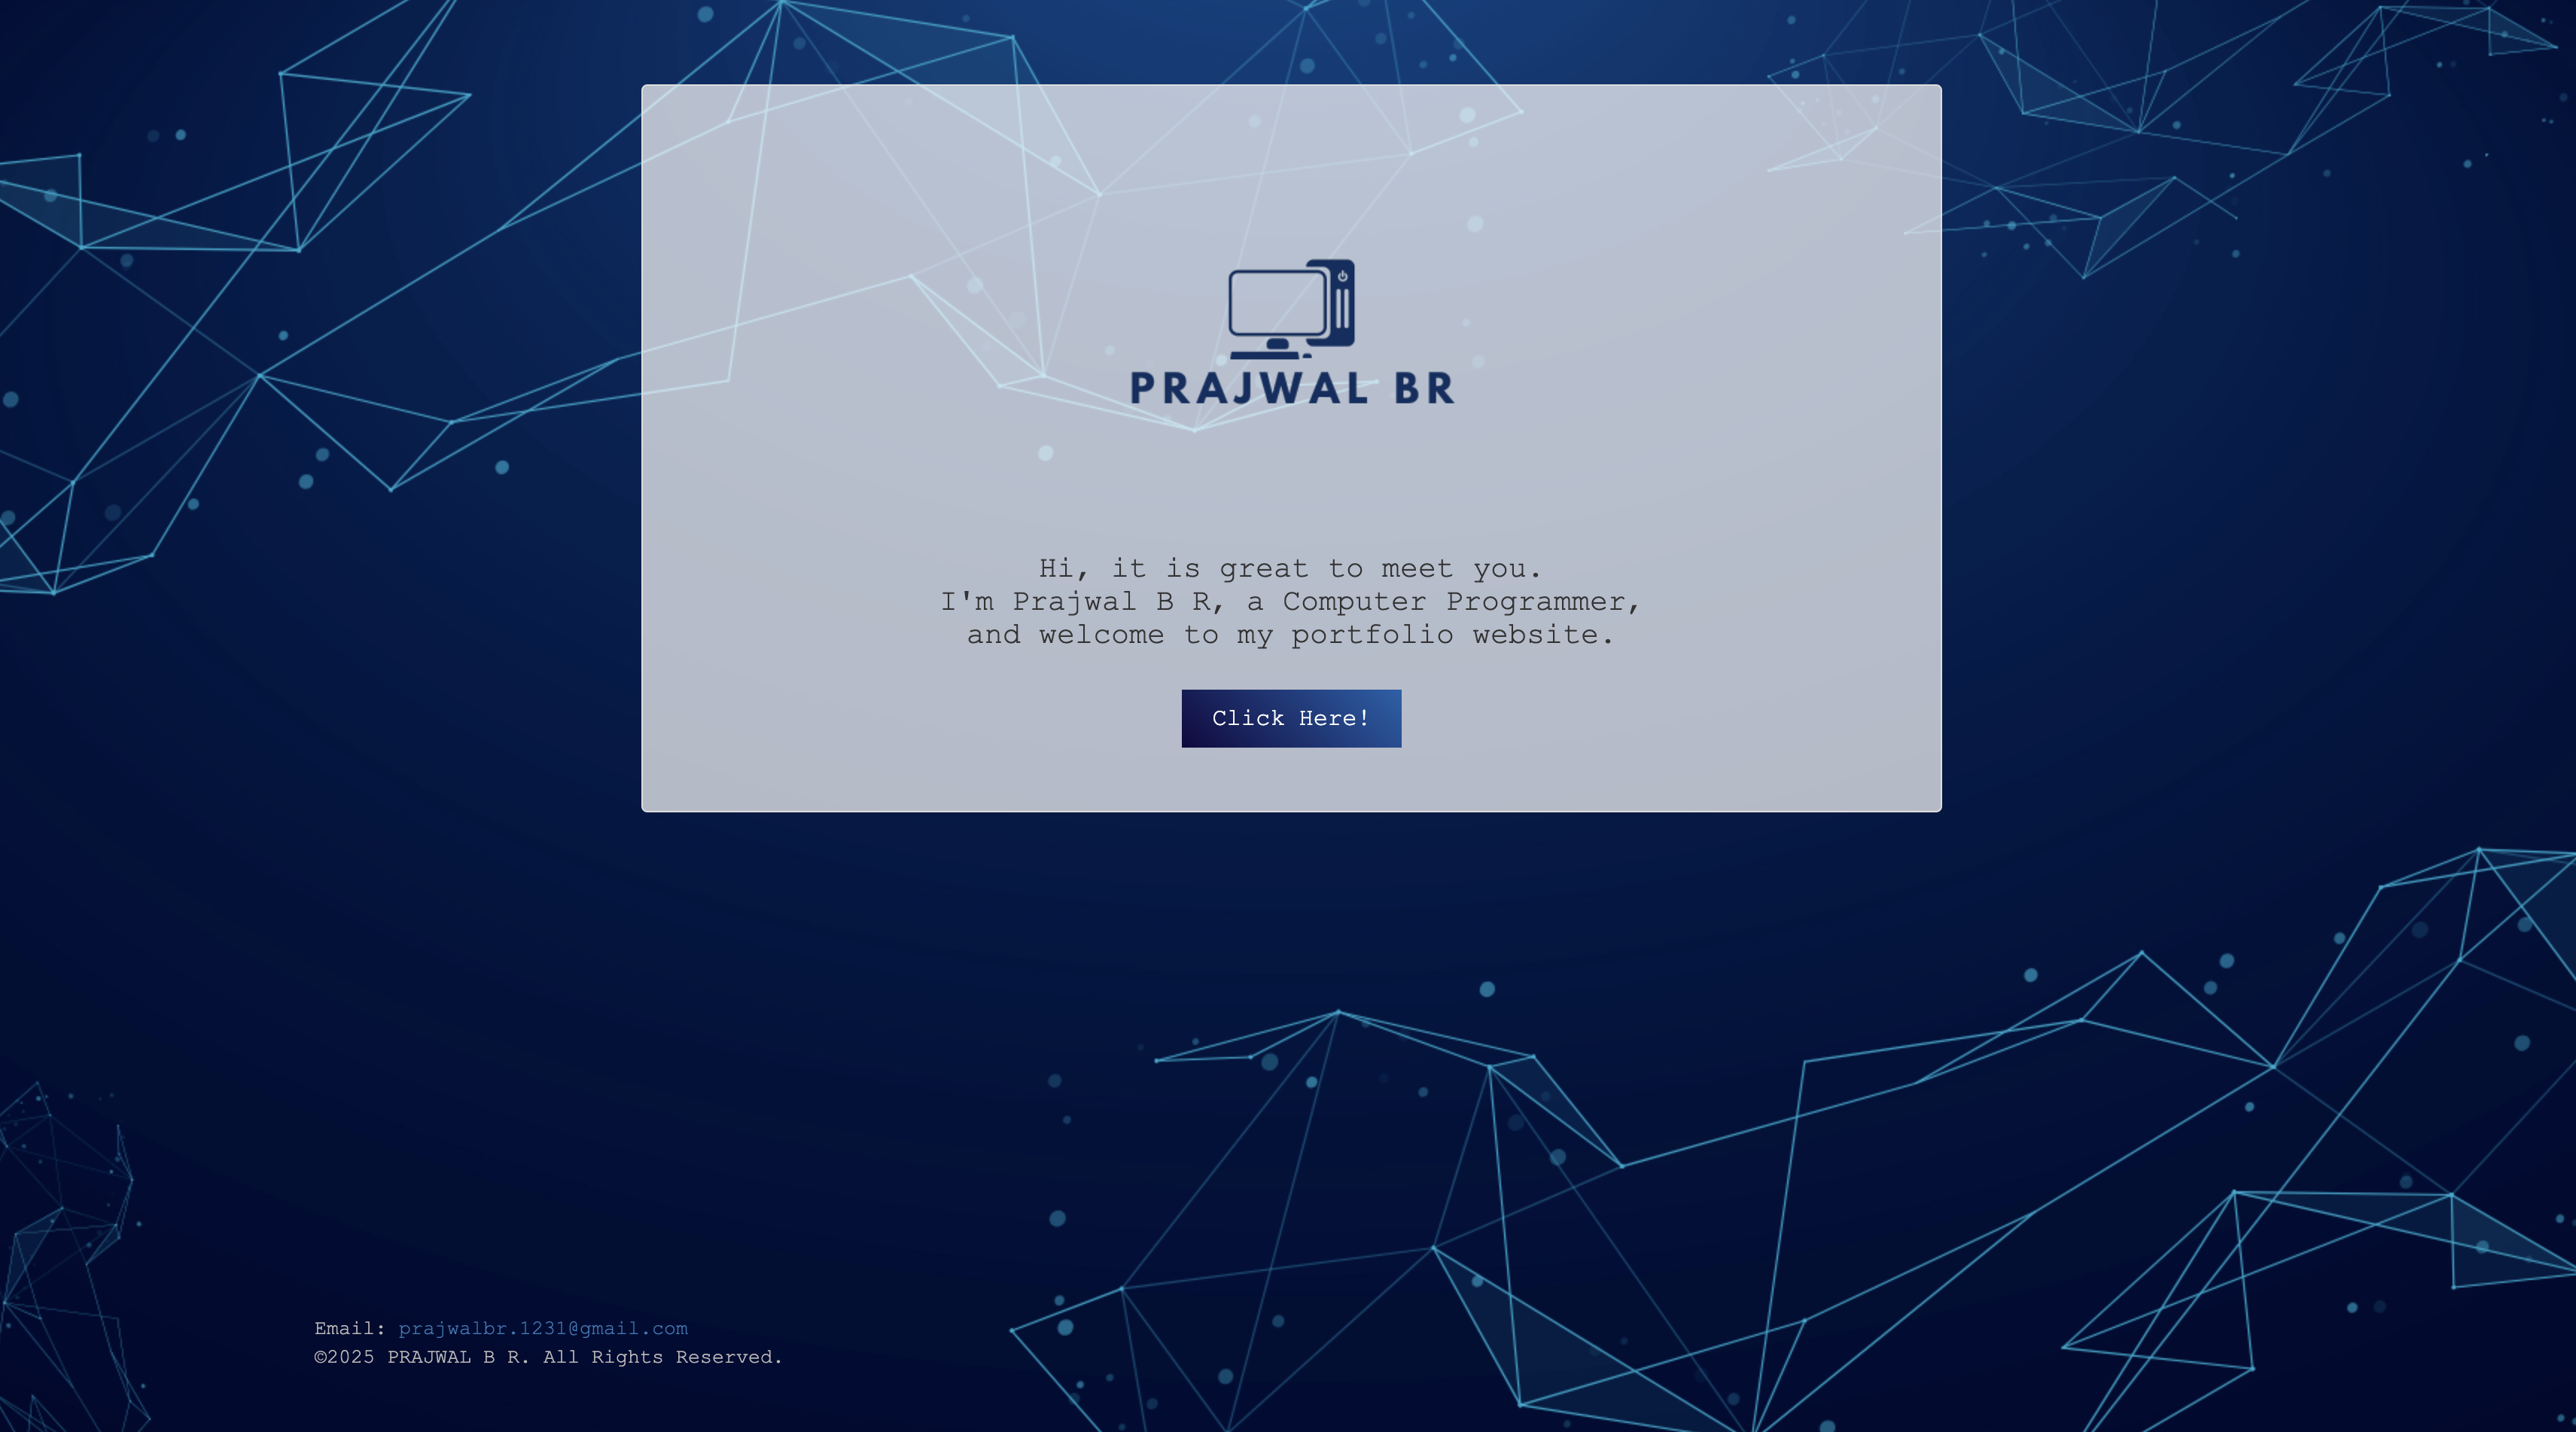 PRAJWAL BR
Hi, it is great to meet you.
I'm Prajwal B R, a Computer Programmer,
and welcome to my portfolio website.
Click Here!
Email: prajwalbr.1231@gmail.com
©2025 PRAJWAL B R. All Rights Reserved.